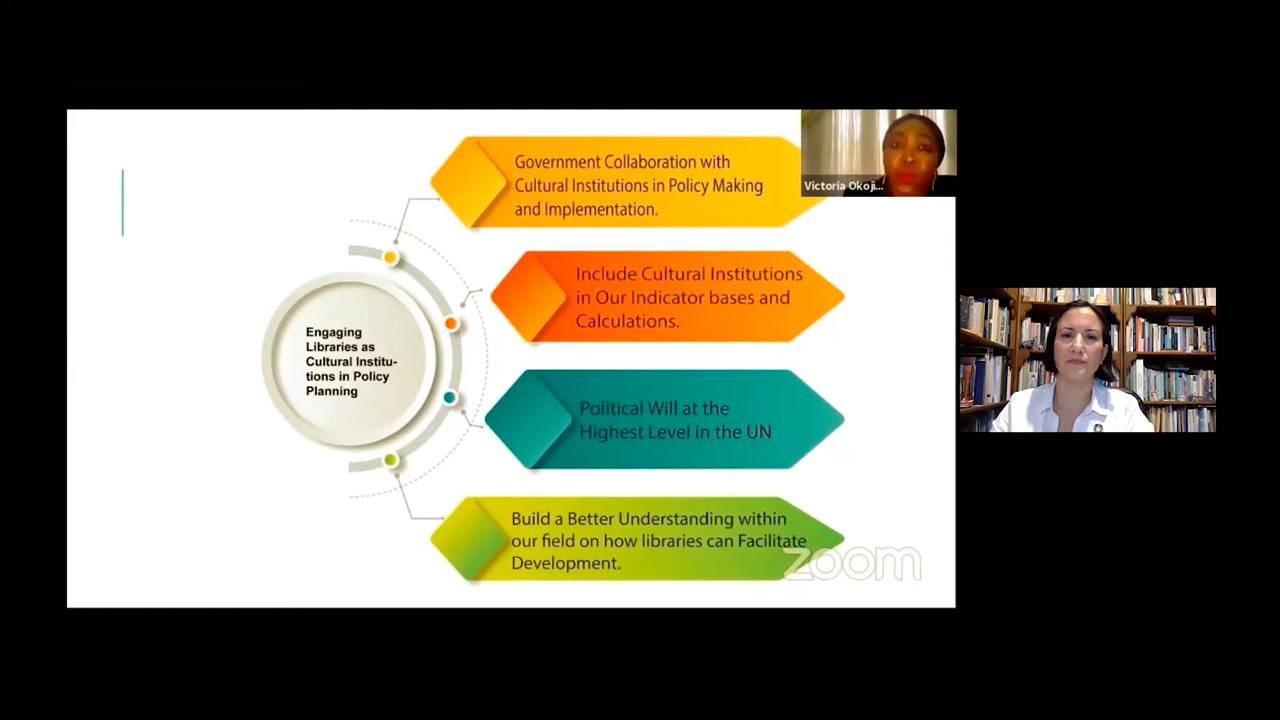 Government Collaboration with
Cultural Institutions in Policy Making
and Implementation.
Victoria Okoji...
Include Cultural Institutions
in Our Indicator bases and
Calculations.
Engaging
Libraries as
Cultural Institu-
tions in Policy
Planning
Political Will at the
Highest Level in the UN
Build a Better Understanding within
our field on how libraries can Facilitate
Development.
zoom